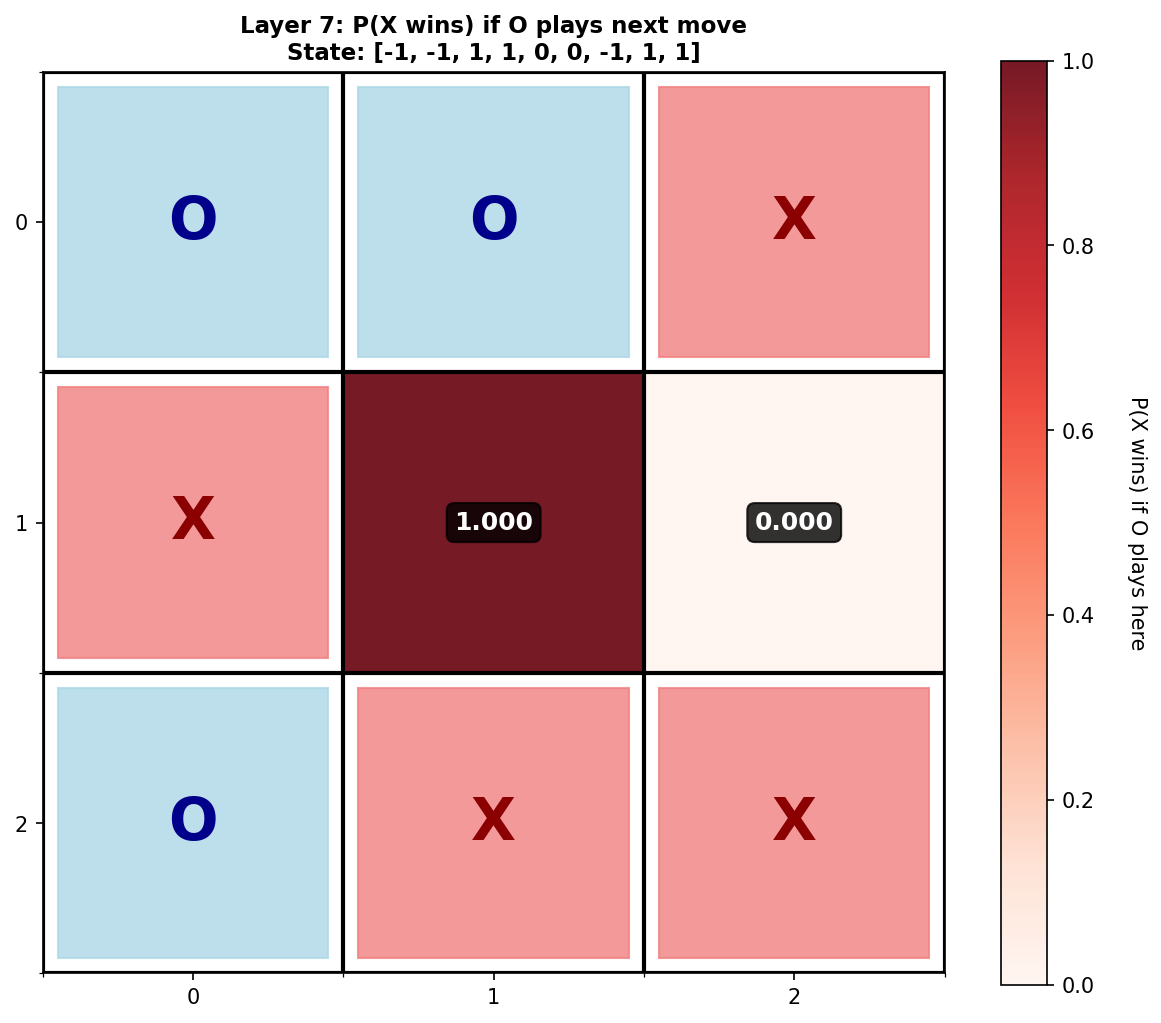 Layer 7: P(X wins) if O plays next move
State: [-1, -1, 1, 1, 0, 0, -1, 1, 1]
0
O
O
X
1
X
1.000
0.000
2
O
X
X
0
1
2
1.0
0.8
0.6
0.4
0.2
0.0
P(X wins) if O plays here